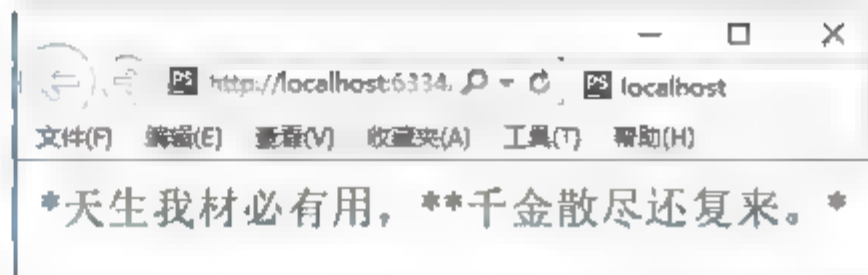 http://localhost:6334. localhost
文件(F) 编辑(E) 查看(V) 收藏夹(A) 工具(T) 帮助(H)
*天生我材必有用，**千金散尽还复来。*